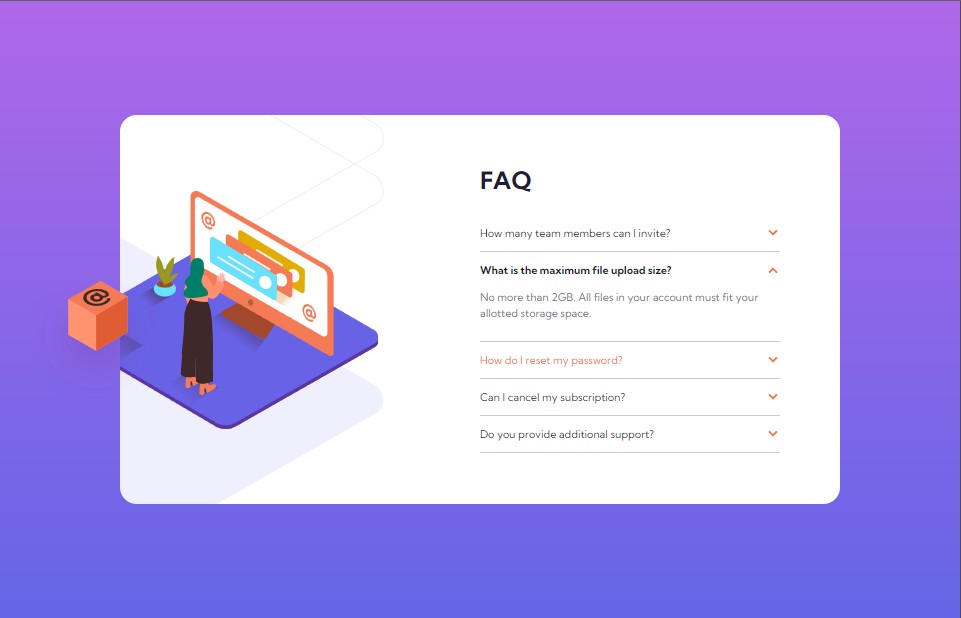 FAQ
How many team members can I invite?
What is the maximum file upload size?
No more than 2GB. All files in your account must fit your
allotted storage space.
How do I reset my password?
Can I cancel my subscription?
Do you provide additional support?
@
@
@